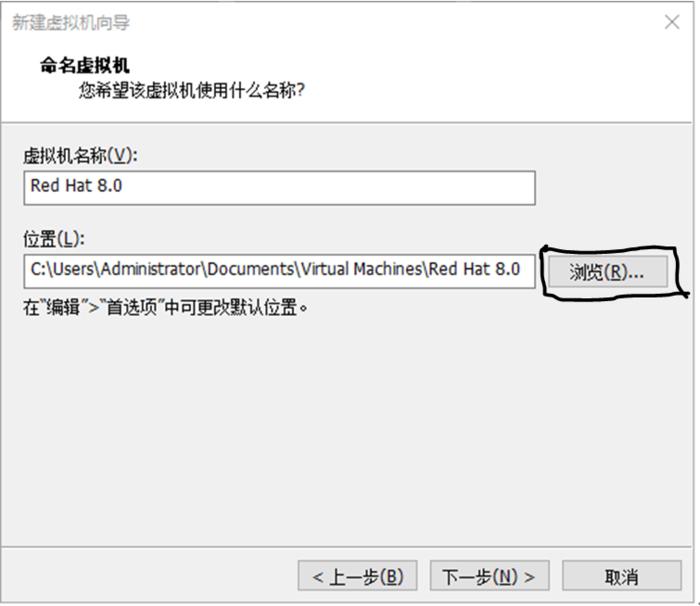 新建虚拟机向导
命名虚拟机
您希望该虚拟机使用什么名称?
虚拟机名称(V):
Red Hat 8.0
位置(L):
C:\Users\Administrator\Documents\Virtual Machines\Red Hat 8.0
浏览(R)...
在"编辑">"首选项"中可更改默认位置。
< 上一步(B)
下一步(N) >
取消